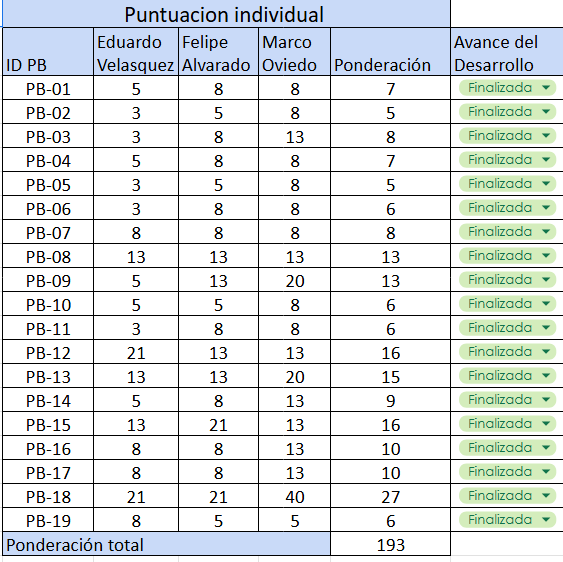 Puntuacion individual
ID PB Eduardo Velasquez Felipe Alvarado Marco Oviedo Ponderación Avance del Desarrollo
PB-01 5 8 8 7 Finalizada
PB-02 3 5 8 5 Finalizada
PB-03 3 8 13 8 Finalizada
PB-04 5 8 8 7 Finalizada
PB-05 3 5 8 5 Finalizada
PB-06 3 8 8 6 Finalizada
PB-07 8 8 8 8 Finalizada
PB-08 13 13 13 13 Finalizada
PB-09 5 13 20 13 Finalizada
PB-10 5 5 8 6 Finalizada
PB-11 3 8 8 6 Finalizada
PB-12 21 13 13 16 Finalizada
PB-13 13 13 20 15 Finalizada
PB-14 5 8 13 9 Finalizada
PB-15 13 21 13 16 Finalizada
PB-16 8 8 13 10 Finalizada
PB-17 8 8 13 10 Finalizada
PB-18 21 21 40 27 Finalizada
PB-19 8 5 5 6 Finalizada
Ponderación total 193